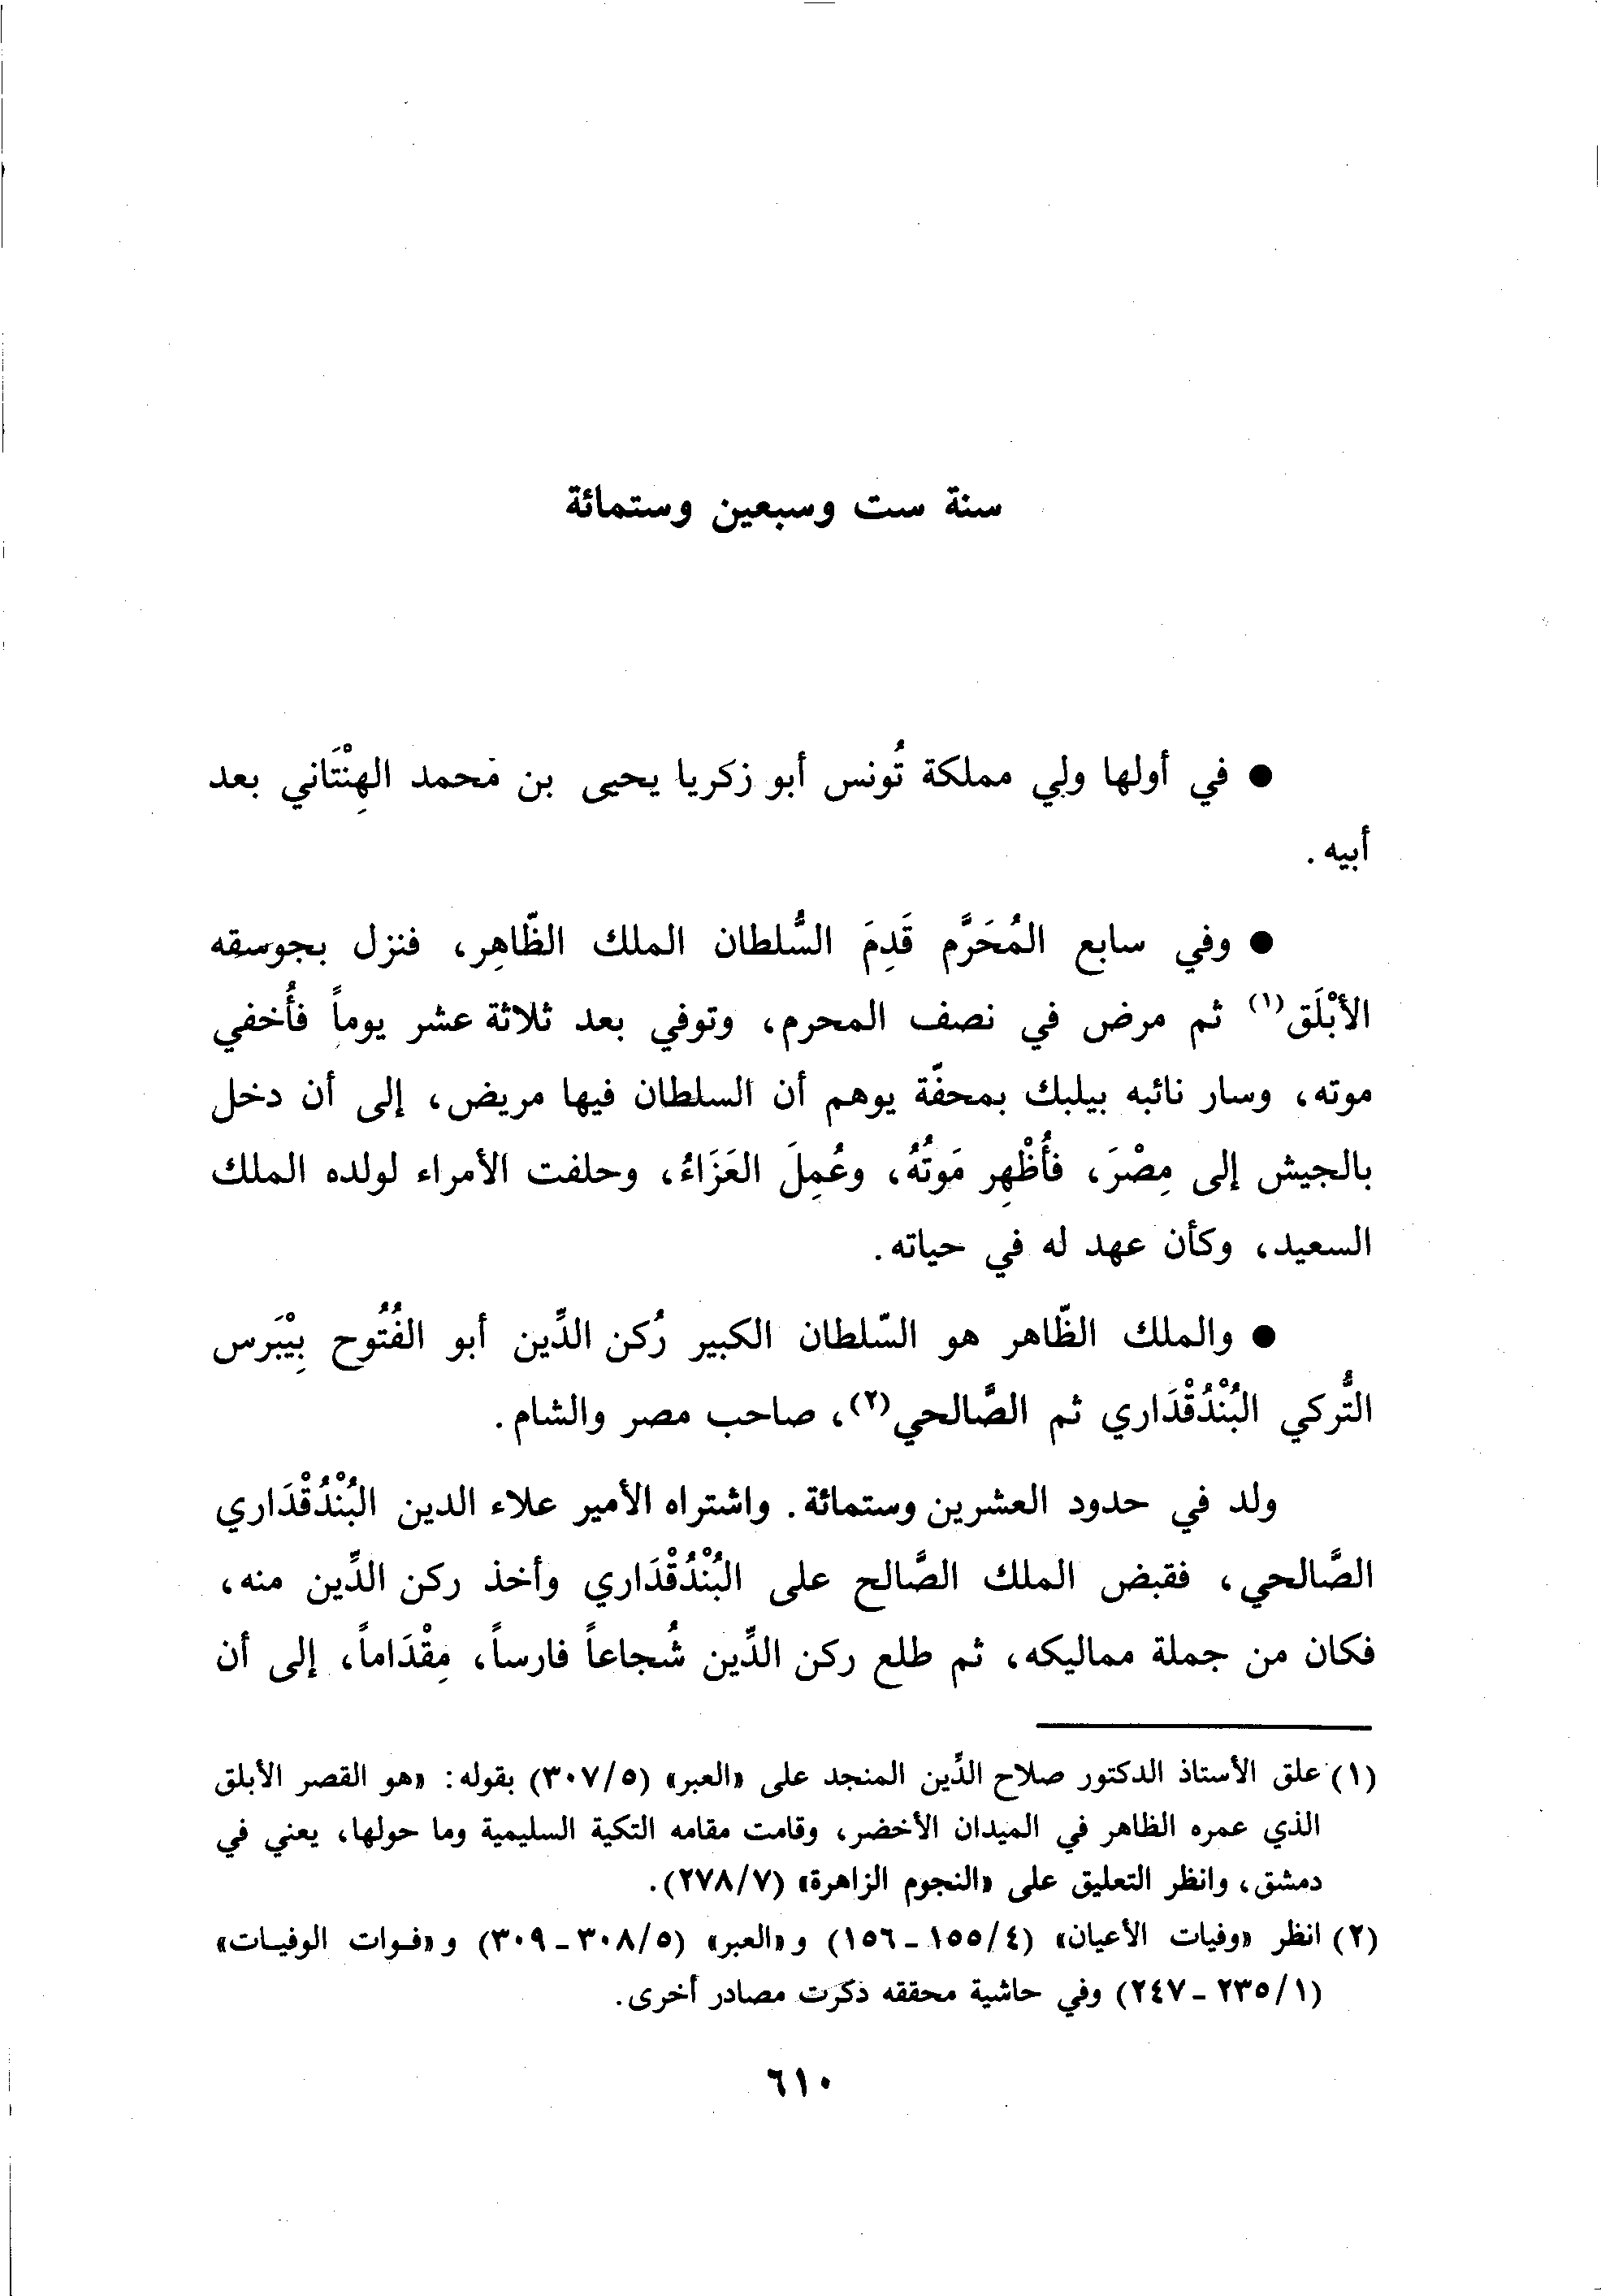 سنة ست وسبعين وستمائة
● في أولها ولي مملكة تُونس أبو زكريا يحيى بن محمد الهِنْتَاني بعد
أبيه.
● وفي سابع المُحَرَّم قَدِمَ السُّلطان الملك الظّاهِر، فنزل بجوسقه
الأبْلَق(١) ثم مرض في نصف المحرم، وتوفي بعد ثلاثة عشر يوماً فأُخفي
موته، وسار نائبه بيلبك بمحفّة يوهم أن السلطان فيها مريض، إلى أن دخل
بالجيش إلى مِصْرَ، فأُظْهِر مَوتُهُ، وعُمِلَ العَزَاءُ، وحلفت الأمراء لولده الملك
السعيد، وكأن عهد له في حياته.
● والملك الظّاهر هو السّلطان الكبير رُكن الدِّين أبو الفُتُوح بِيْبَرس
التُّركي البُنْدُقْدَاري ثم الصَّالحي(٢)، صاحب مصر والشام.
ولد في حدود العشرين وستمائة. واشتراه الأمير علاء الدين البُنْدُقْدَاري
الصَّالحي، فقبض الملك الصَّالح على البُنْدُقْدَاري وأخذ ركن الدِّين منه،
فكان من جملة مماليكه، ثم طلع ركن الدِّين شُجاعاً فارساً، مِقْدَاماً، إلى أن
(١) علق الأستاذ الدكتور صلاح الدِّين المنجد على «العبر» (٣٠٧/٥) بقوله: «هو القصر الأبلق
الذي عمره الظاهر في الميدان الأخضر، وقامت مقامه التكية السليمية وما حولها، يعني في
دمشق، وانظر التعليق على «النجوم الزاهرة» (٢٧٨/٧).
(٢) انظر «وفيات الأعيان» (١٥٥/٤ ـ ١٥٦) و«العبر» (٣٠٨/٥ ـ ٣٠٩) و«فوات الوفيات»
(٢٣٥/١ ـ ٢٤٧) وفي حاشية محققه ذكرت مصادر أخرى.
٦١٠